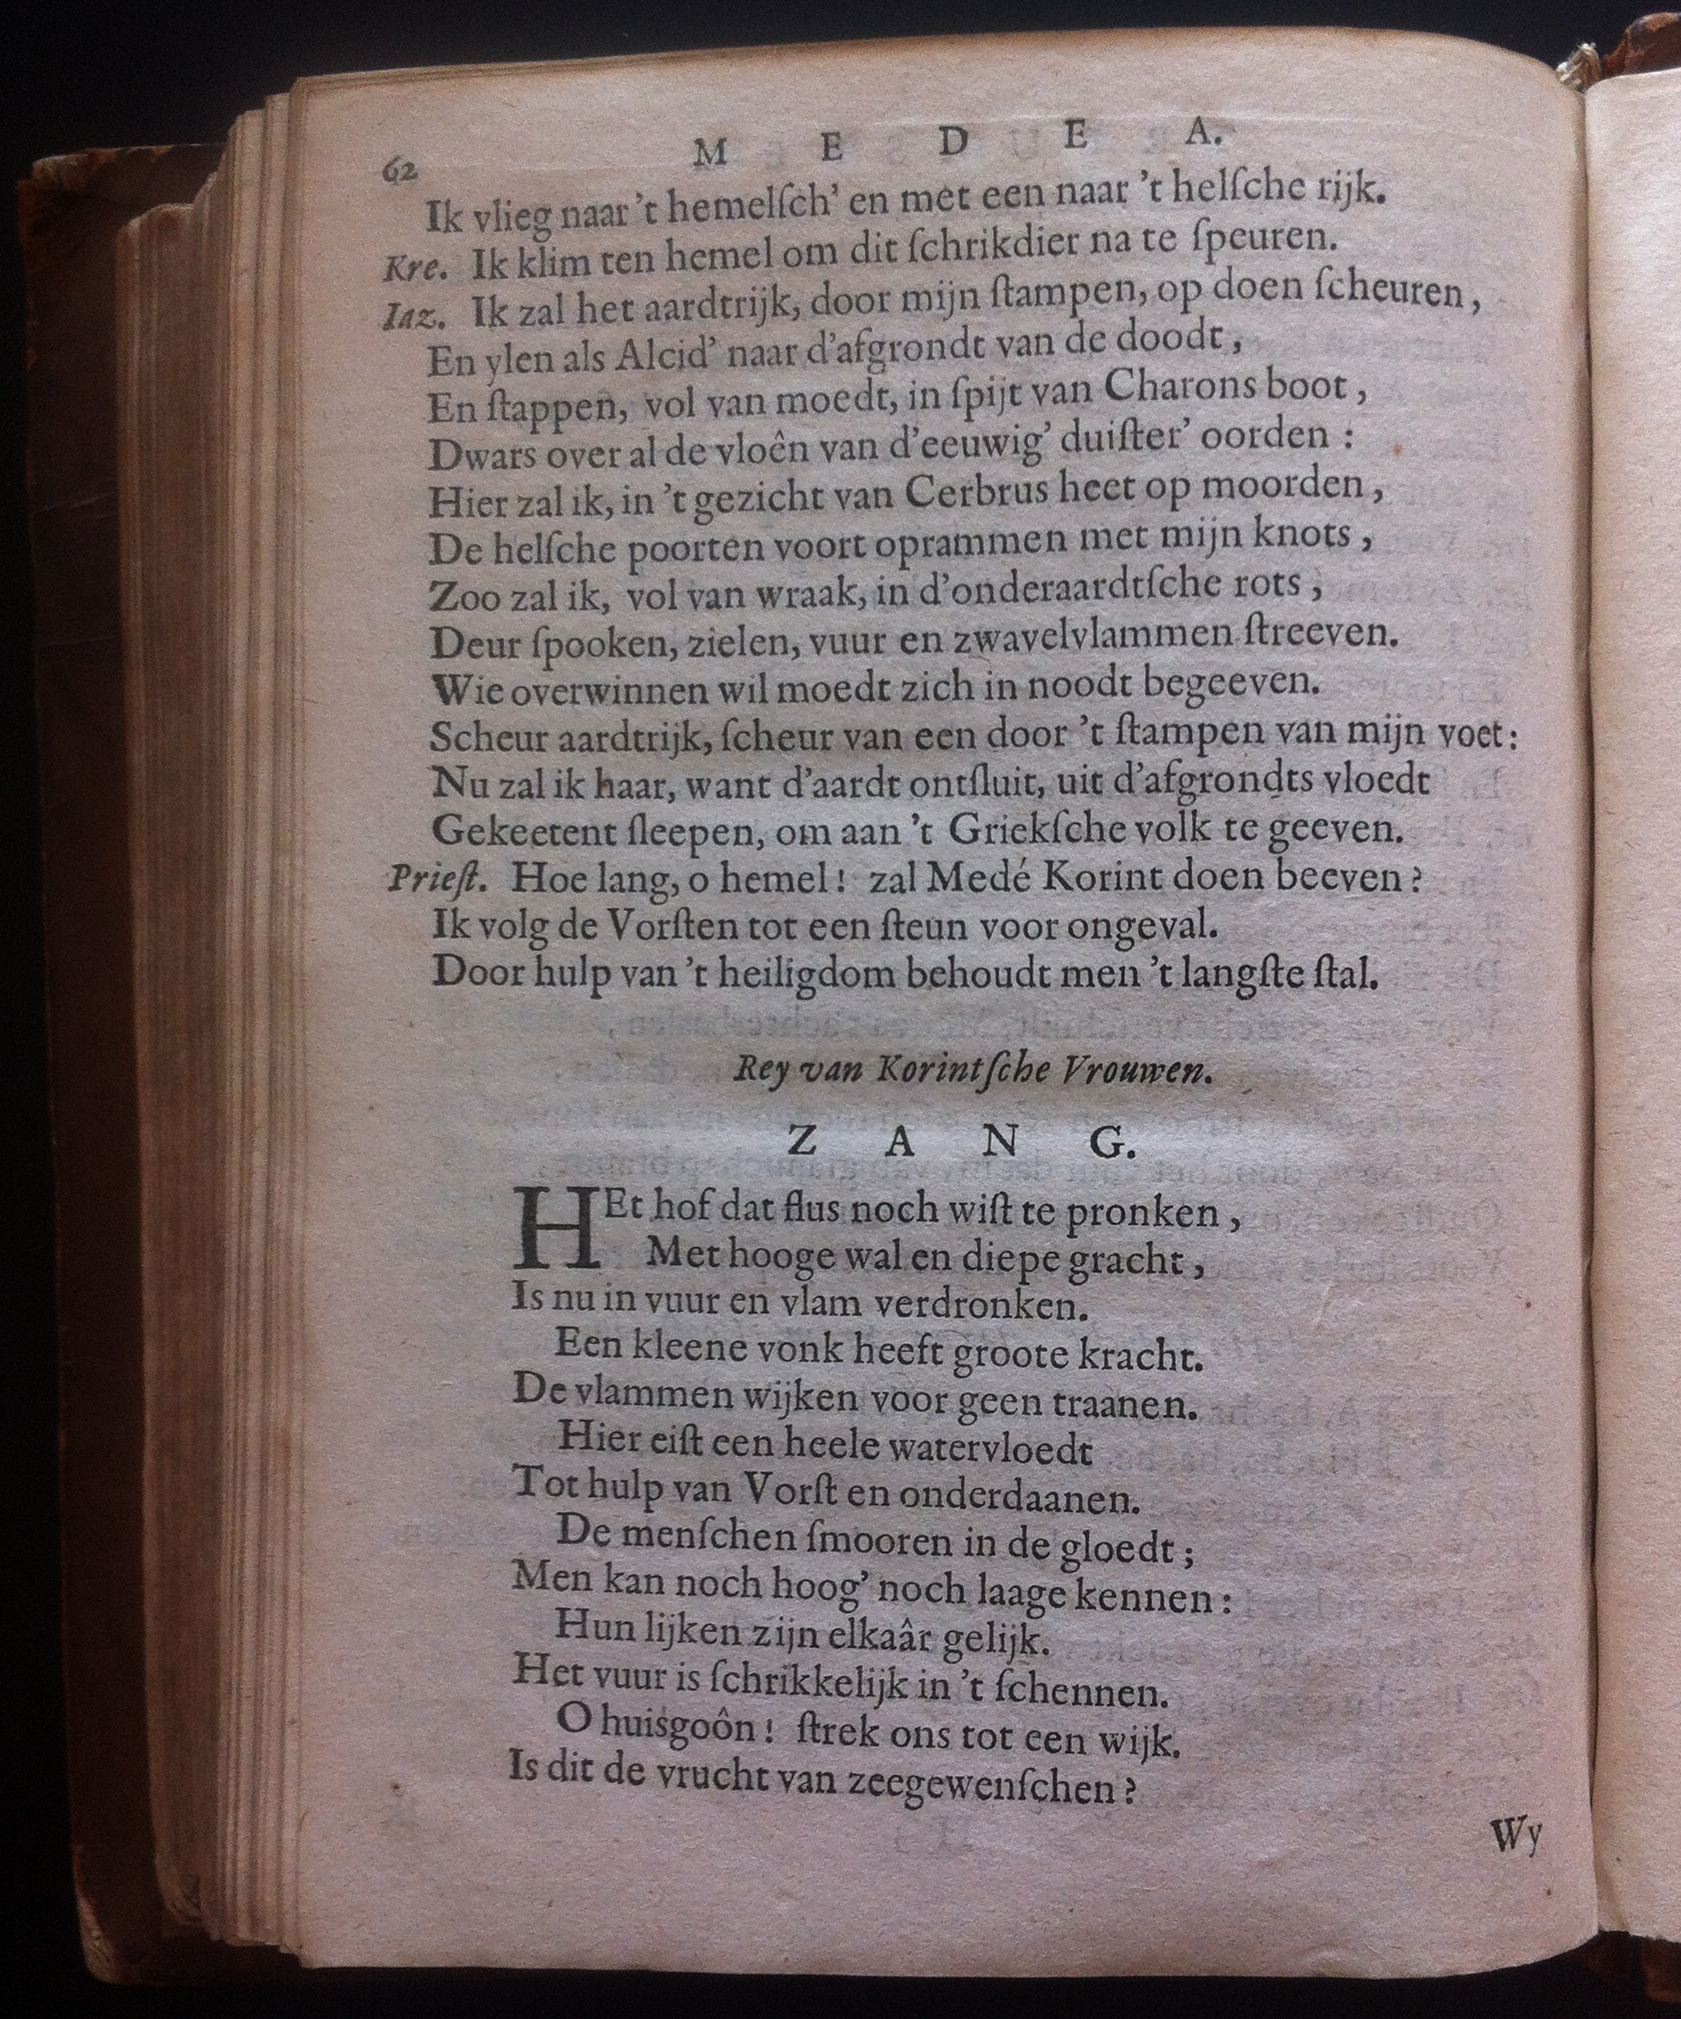 62 M E D E A.
Ik vlieg naar 't hemelſch' en met een naar 't helſche rijk.
Kre. Ik klim ten hemel om dit ſchrikdier na te ſpeuren.
Iaz. Ik zal het aardtrijk, door mijn ſtampen, op doen ſcheuren,
En ylen als Alcid' naar d'afgrondt van de doodt,
En ſtappen, vol van moedt, in ſpijt van Charons boot,
Dwars over al de vloên van d'eeuwig' duiſter' oorden:
Hier zal ik, in 't gezicht van Cerbrus heet op moorden,
De helſche poorten voort oprammen met mijn knots,
Zoo zal ik, vol van wraak, in d'onderaardtſche rots,
Deur ſpooken, zielen, vuur en zwavelvlammen ſtreeven.
Wie overwinnen wil moedt zich in noodt begeeven.
Scheur aardtrijk, ſcheur van een door 't ſtampen van mijn voet:
Nu zal ik haar, want d'aardt ontſluit, uit d'afgrondts vloedt
Gekeetent ſleepen, om aan 't Griekſche volk te geeven.
Prieſt. Hoe lang, o hemel! zal Medé Korint doen beeven?
Ik volg de Vorſten tot een ſteun voor ongeval.
Door hulp van 't heiligdom behoudt men 't langſte ſtal.
Rey van Korintſche Vrouwen.
Z A N G.
HEt hof dat flus noch wiſt te pronken,
Met hooge wal en diepe gracht,
Is nu in vuur en vlam verdronken.
Een kleene vonk heeft groote kracht.
De vlammen wijken voor geen traanen.
Hier eiſt een heele watervloedt
Tot hulp van Vorſt en onderdaanen.
De menſchen ſmooren in de gloedt;
Men kan noch hoog' noch laage kennen:
Hun lijken zijn elkaâr gelijk.
Het vuur is ſchrikkelijk in 't ſchennen.
O huisgoôn! ſtrek ons tot een wijk.
Is dit de vrucht van zeegewenſchen?
Wy